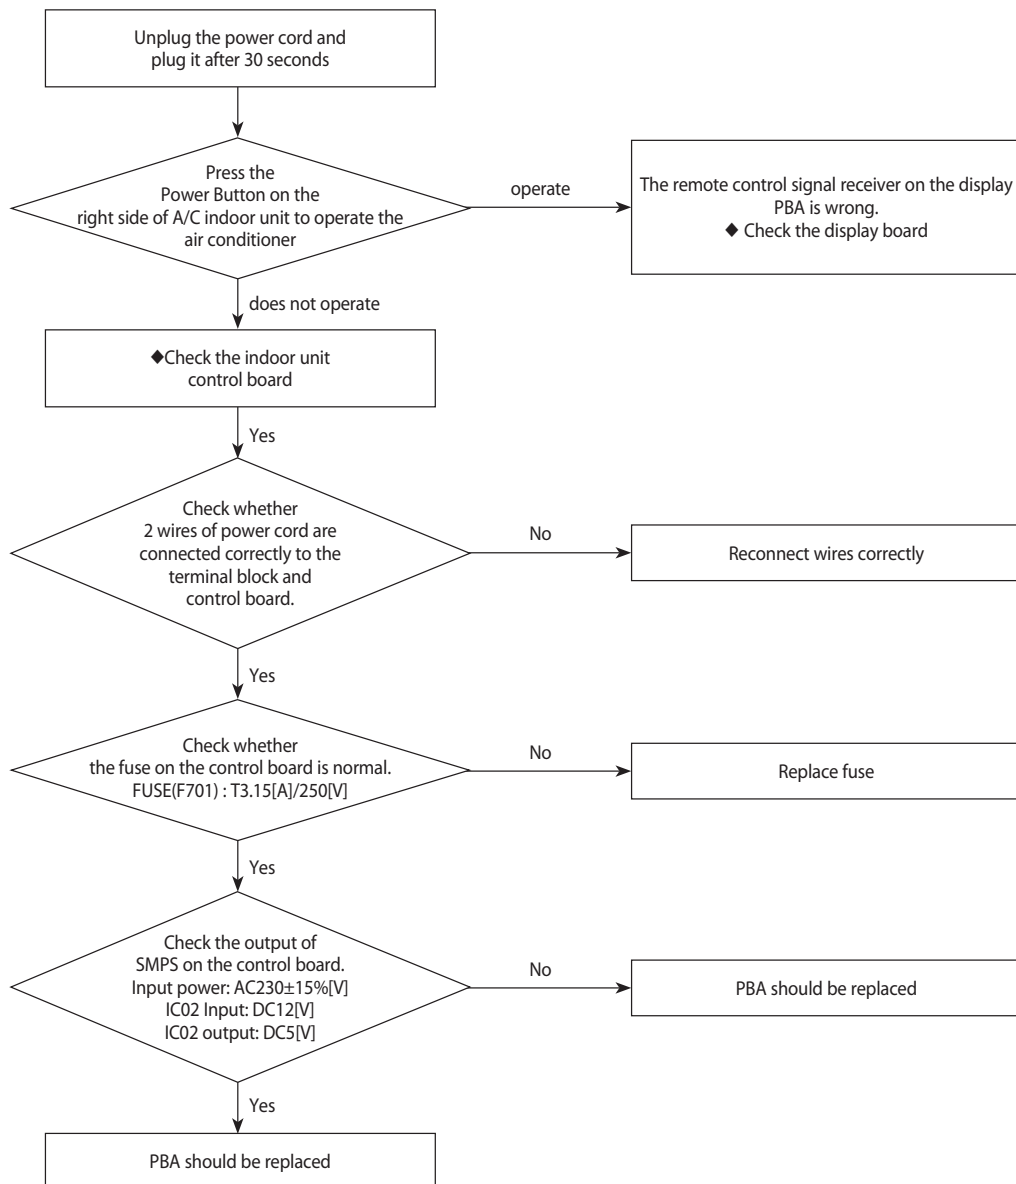 Unplug the power cord and
plug it after 30 seconds
Press the
Power Button on the
right side of A/C indoor unit to operate the
air conditioner
operate
The remote control signal receiver on the display
PBA is wrong.
◆ Check the display board
does not operate
◆Check the indoor unit
control board
Yes
Check whether
2 wires of power cord are
connected correctly to the
terminal block and
control board.
No
Reconnect wires correctly
Yes
Check whether
the fuse on the control board is normal.
FUSE(F701) : T3.15[A]/250[V]
No
Replace fuse
Yes
Check the output of
SMPS on the control board.
Input power: AC230±15%[V]
IC02 Input: DC12[V]
IC02 output: DC5[V]
No
PBA should be replaced
Yes
PBA should be replaced